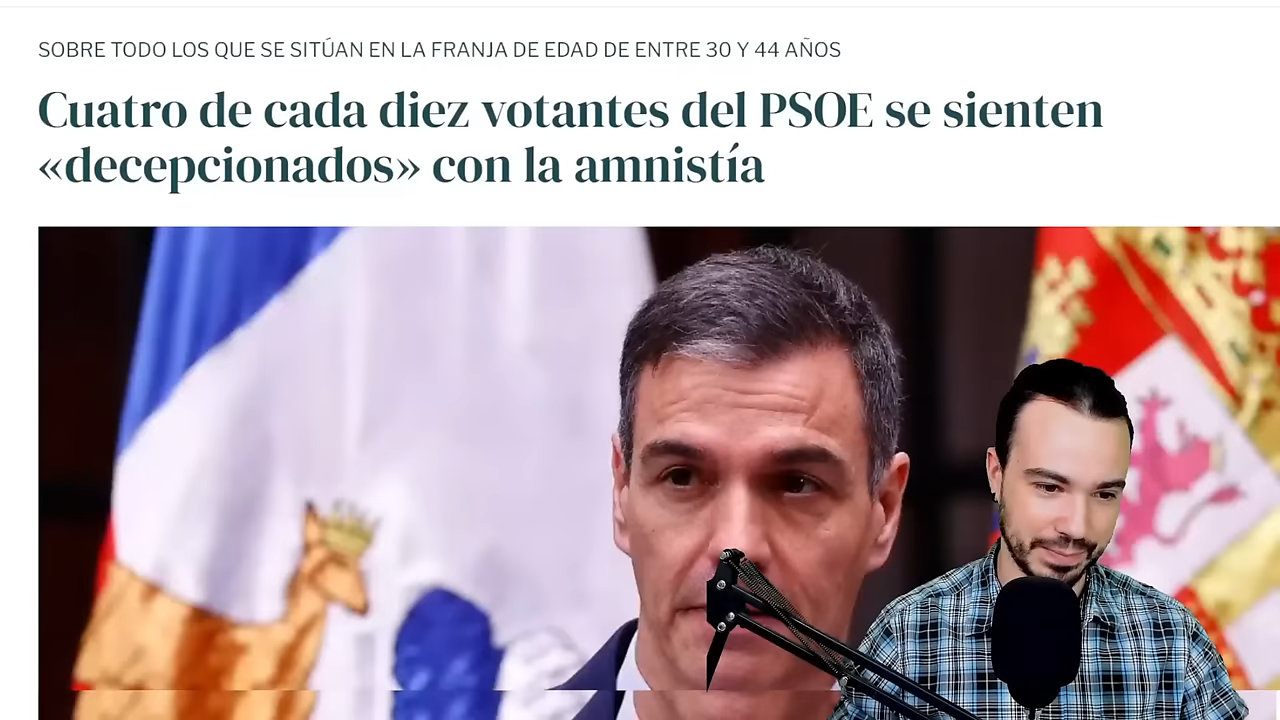 SOBRE TODO LOS QUE SE SITÚAN EN LA FRANJA DE EDAD DE ENTRE 30 Y 44 AÑOS
Cuatro de cada diez votantes del PSOE se sienten
«decepcionados» con la amnistía